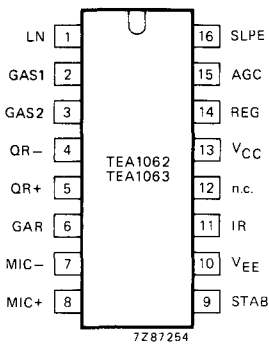 LN 1 16 SLPE
GAS1 2 15 AGC
GAS2 3 14 REG
QR− 4 13 VCC
QR+ 5 12 n.c.
GAR 6 11 IR
MIC− 7 10 VEE
MIC+ 8 9 STAB
TEA1062
TEA1063
7Z87254